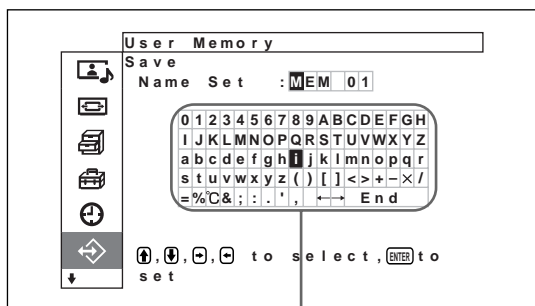 User Memory
Save
Name Set :MEM 01
0123456789ABCDEFGH
IJKLMNOPQRSTUVWXYZ
abcdefghijklmnopqr
stuvwxyz()[]<>+−×/
=%℃&;:.',←→End
↑,↓,→,← to select,ENTER to
set